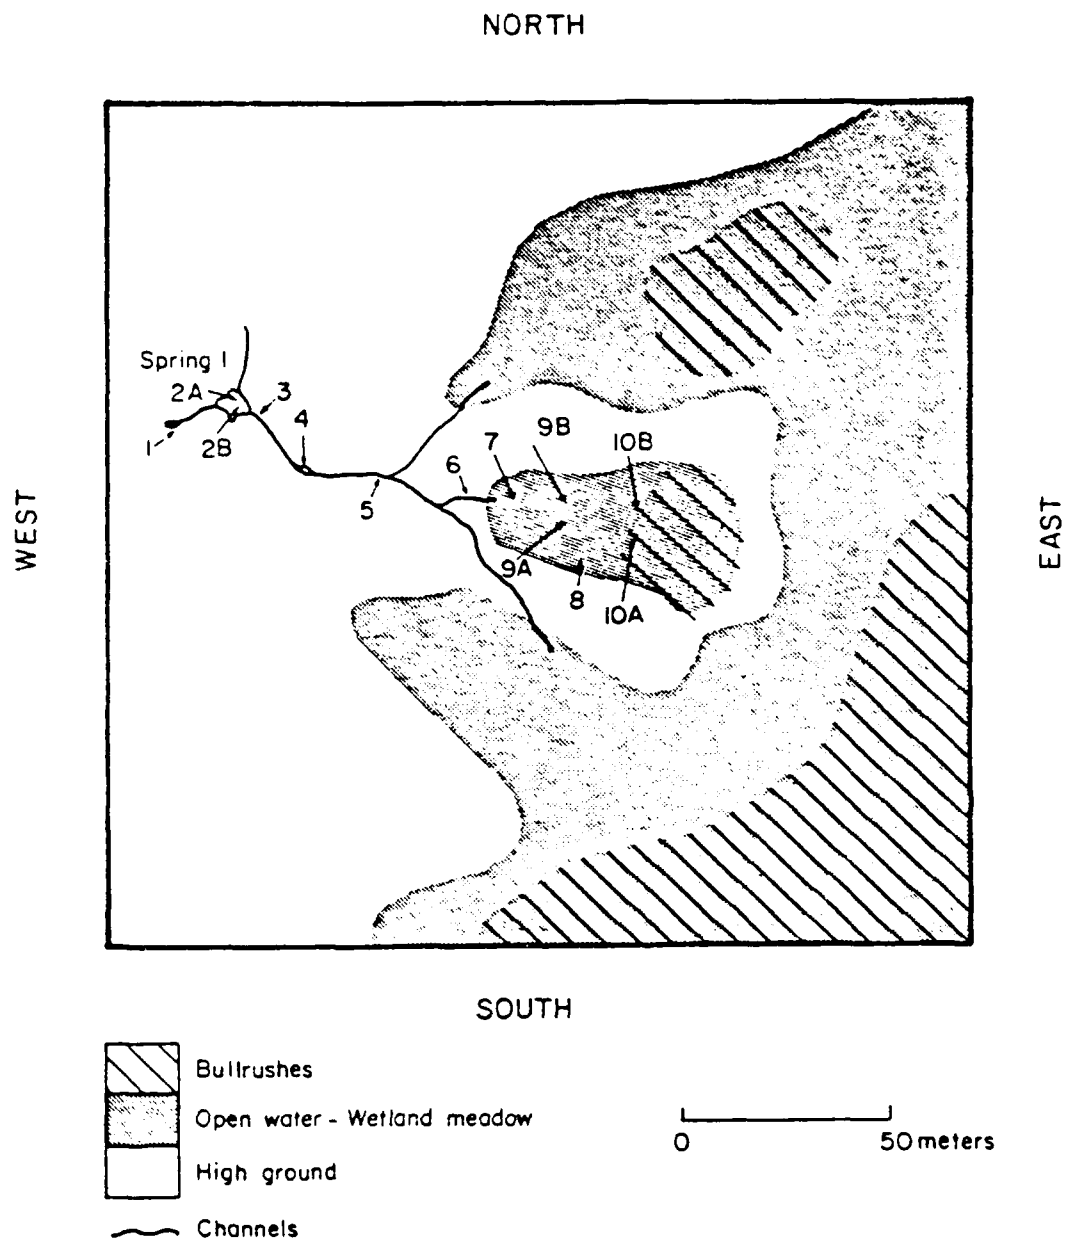 NORTH
Spring 1
2A
3
4
1
2B
9B
7
10B
6
5
WEST
EAST
9A
8
10A
SOUTH
Bullrushes
Open water - Wetland meadow
High ground
Channels
0 50 meters